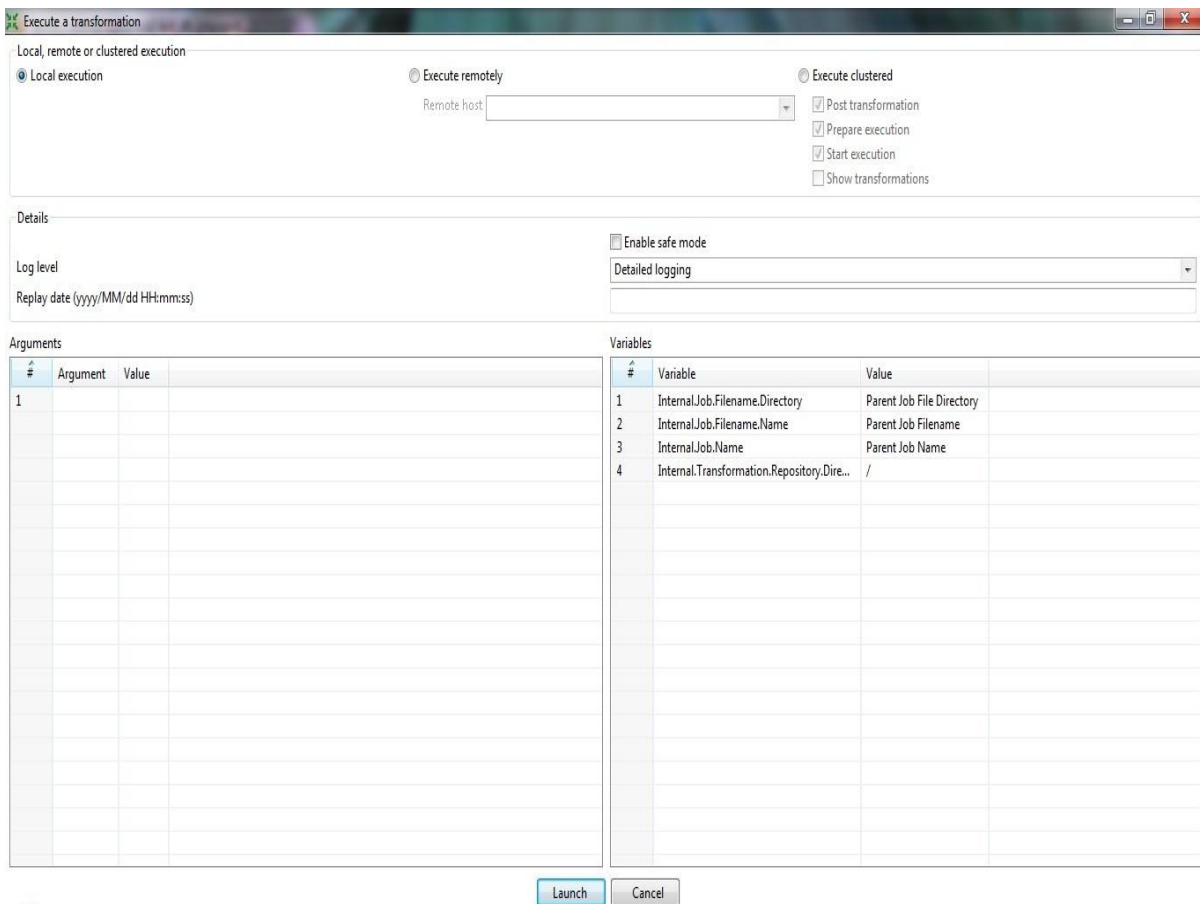 Execute a transformation
Local, remote or clustered execution
Local execution
Execute remotely
Execute clustered
Remote host
Post transformation
Prepare execution
Start execution
Show transformations
Details
Enable safe mode
Log level
Detailed logging
Replay date (yyyy/MM/dd HH:mm:ss)
Arguments
# Argument Value
1
Variables
# Variable Value
1 Internal.Job.Filename.Directory Parent Job File Directory
2 Internal.Job.Filename.Name Parent Job Filename
3 Internal.Job.Name Parent Job Name
4 Internal.Transformation.Repository.Dire... /
Launch Cancel